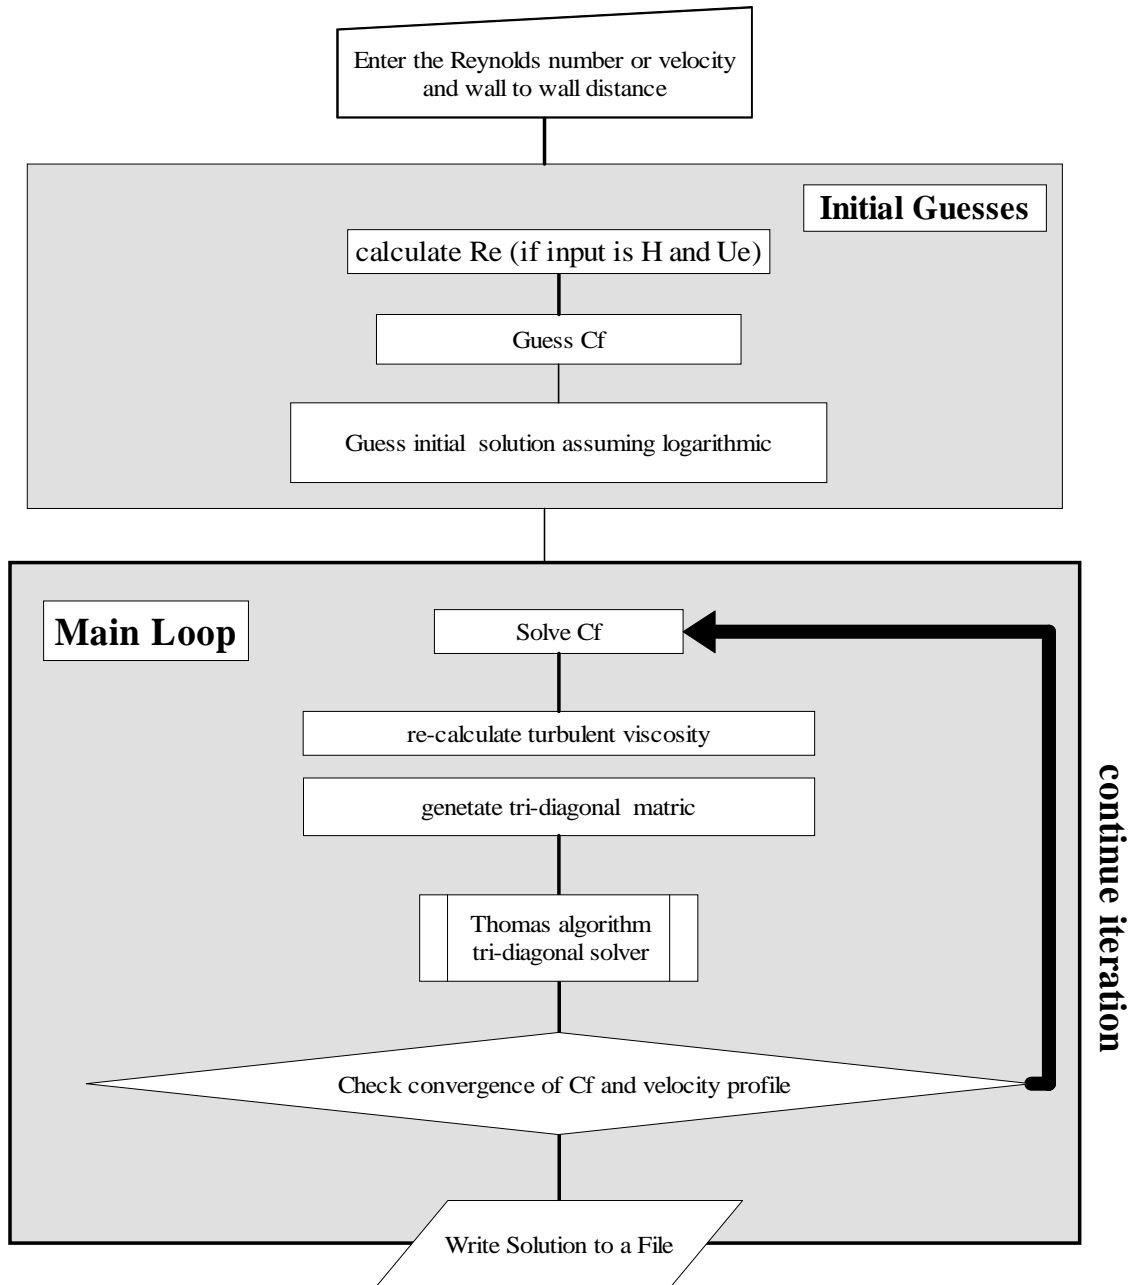 Enter the Reynolds number or velocity
and wall to wall distance
Initial Guesses
calculate Re (if input is H and Ue)
Guess Cf
Guess initial solution assuming logarithmic
Main Loop
Solve Cf
re-calculate turbulent viscosity
genetate tri-diagonal matric
Thomas algorithm
tri-diagonal solver
Check convergence of Cf and velocity profile
continue iteration
Write Solution to a File